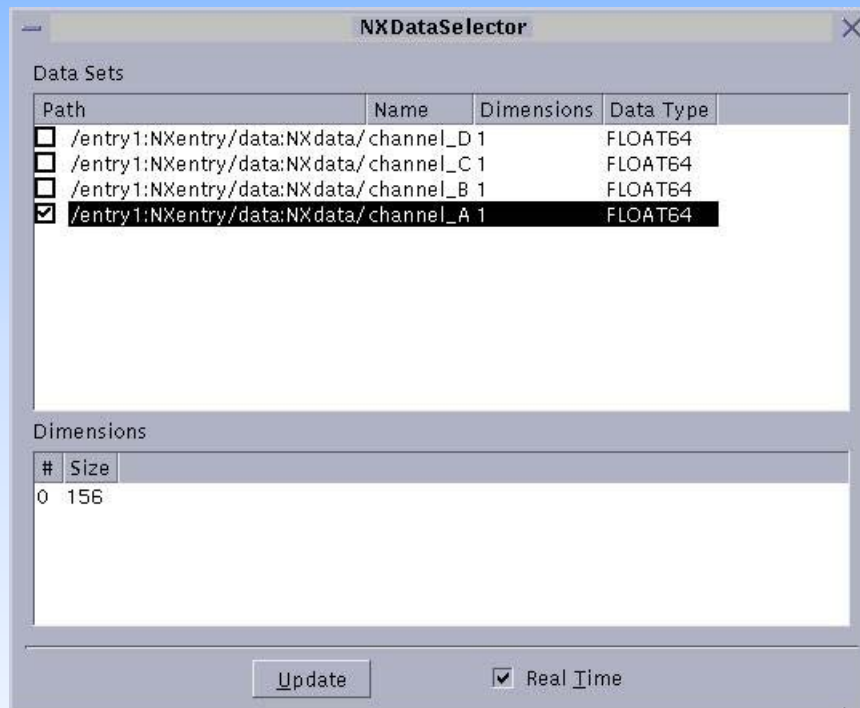 NXDataSelector
Data Sets
Path Name Dimensions Data Type
/entry1:NXentry/data:NXdata/ channel_D 1 FLOAT64
/entry1:NXentry/data:NXdata/ channel_C 1 FLOAT64
/entry1:NXentry/data:NXdata/ channel_B 1 FLOAT64
/entry1:NXentry/data:NXdata/ channel_A 1 FLOAT64
Dimensions
# Size
0 156
Update Real Time